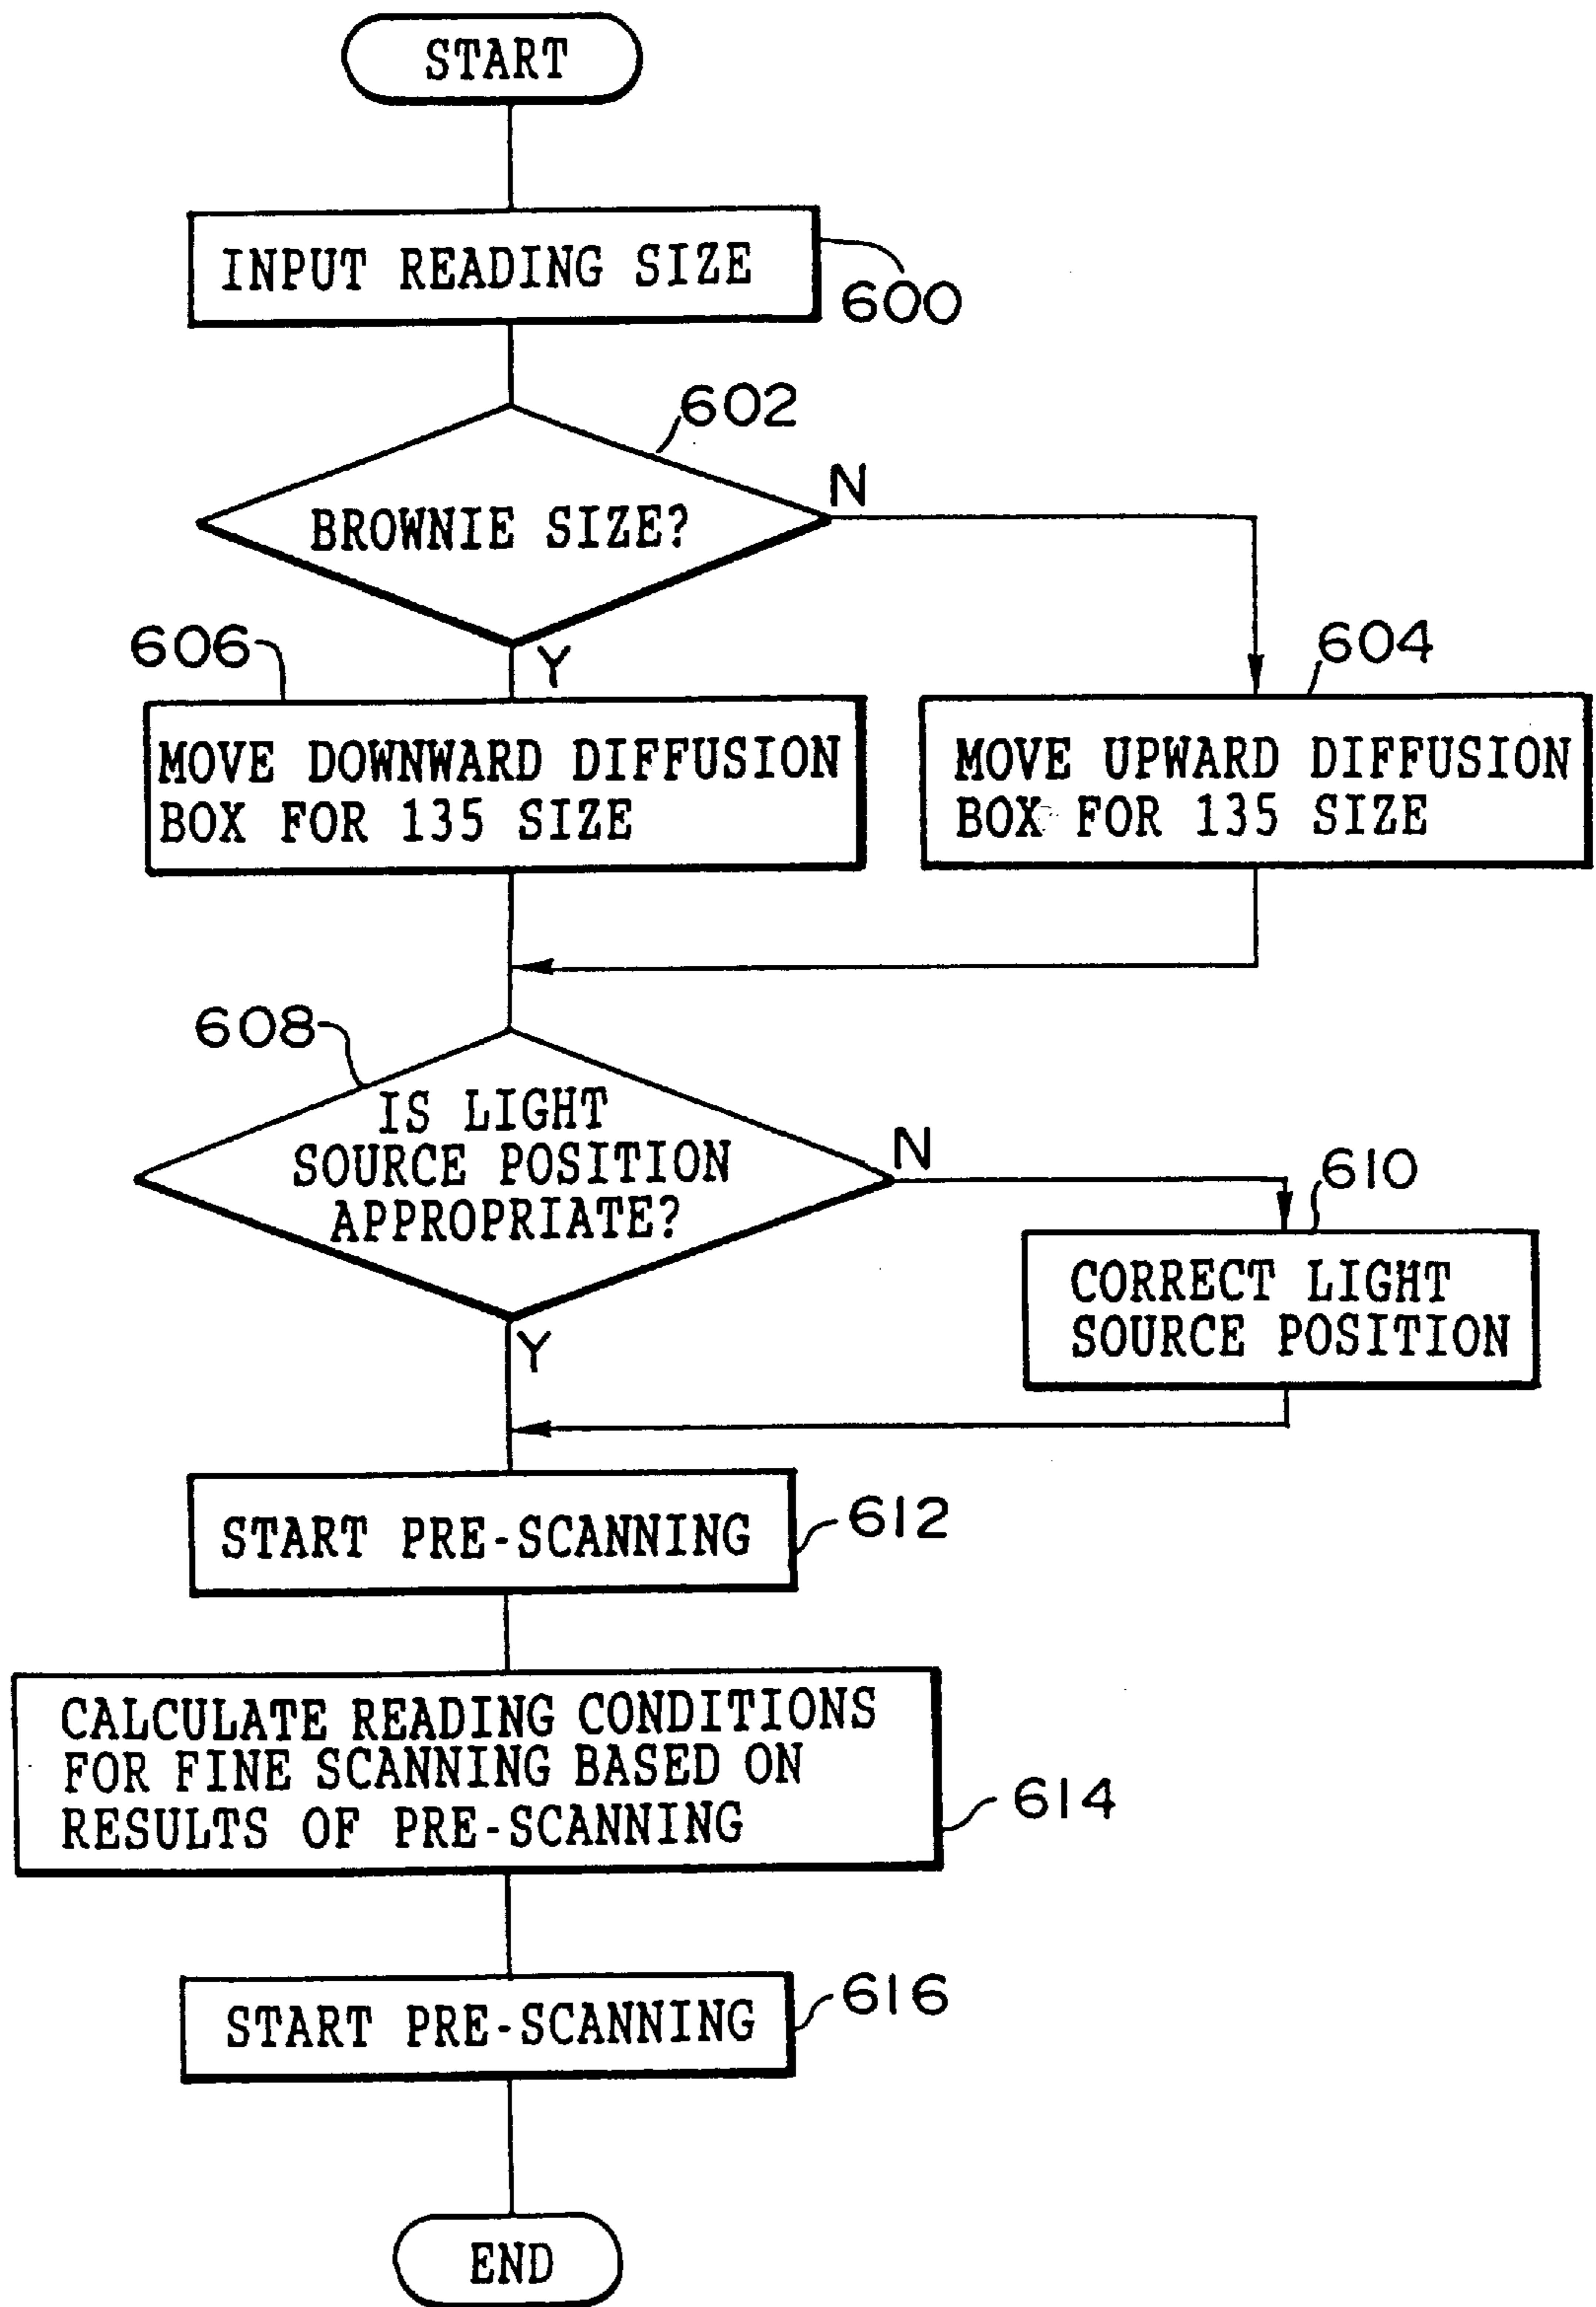 START
INPUT READING SIZE
600
602
BROWNIE SIZE?
N
Y
606
MOVE DOWNWARD DIFFUSION
BOX FOR 135 SIZE
604
MOVE UPWARD DIFFUSION
BOX FOR 135 SIZE
608
IS LIGHT
SOURCE POSITION
APPROPRIATE?
N
Y
610
CORRECT LIGHT
SOURCE POSITION
START PRE-SCANNING
612
CALCULATE READING CONDITIONS
FOR FINE SCANNING BASED ON
RESULTS OF PRE-SCANNING
614
START PRE-SCANNING
616
END